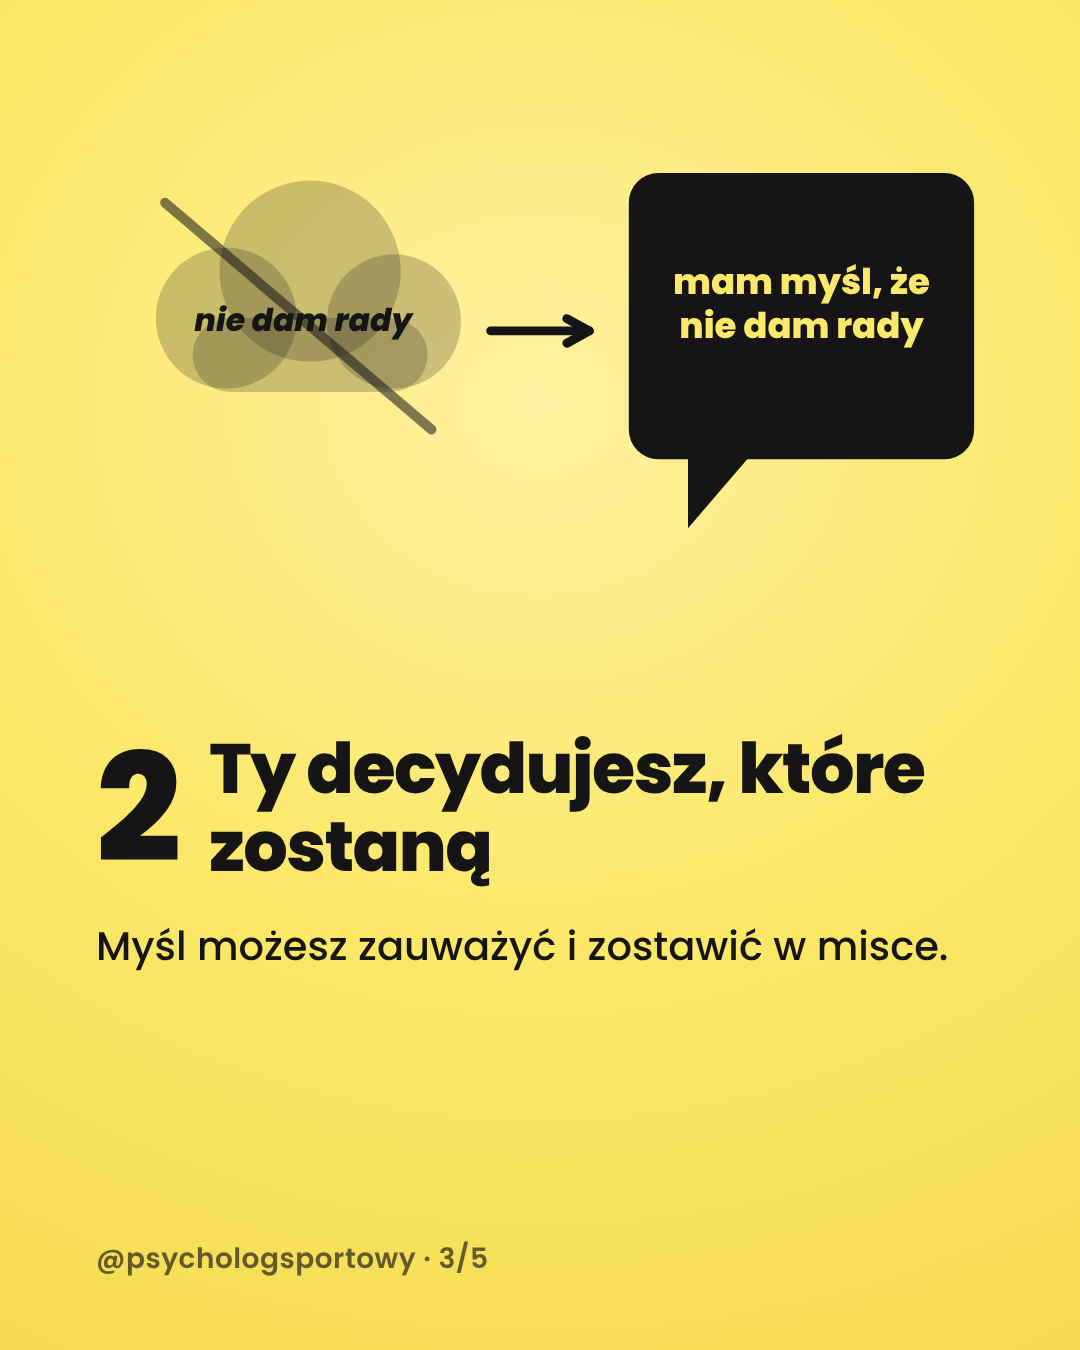 nie dam rady
mam myśl, że
nie dam rady
2
Ty decydujesz, które
zostaną
Myśl możesz zauważyć i zostawić w misce.
@psychologsportowy · 3/5